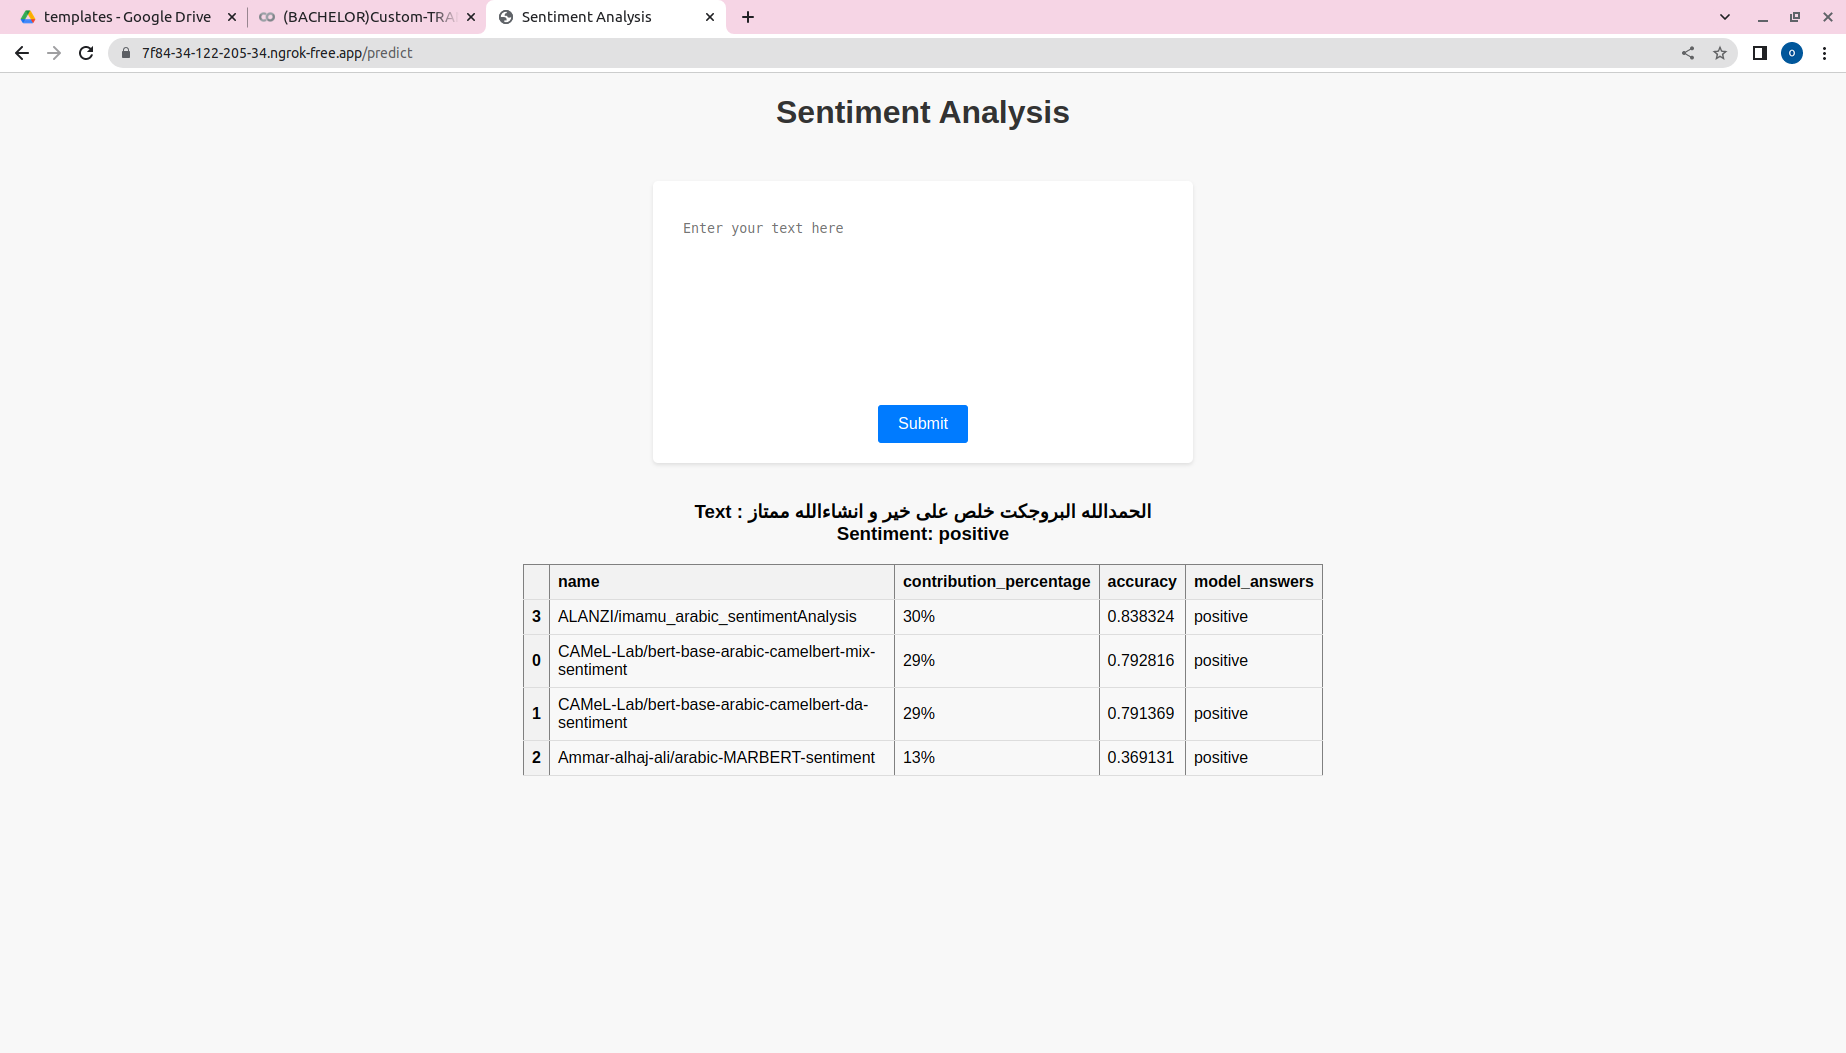 templates - Google Drive
(BACHELOR)Custom-TRA
Sentiment Analysis
7f84-34-122-205-34.ngrok-free.app/predict
O
Sentiment Analysis
Enter your text here
Submit
Text : الحمدالله البروجكت خلص على خير و انشاءالله ممتاز
Sentiment: positive
name contribution_percentage accuracy model_answers
3 ALANZI/imamu_arabic_sentimentAnalysis 30% 0.838324 positive
0 CAMeL-Lab/bert-base-arabic-camelbert-mix-
sentiment 29% 0.792816 positive
1 CAMeL-Lab/bert-base-arabic-camelbert-da-
sentiment 29% 0.791369 positive
2 Ammar-alhaj-ali/arabic-MARBERT-sentiment 13% 0.369131 positive